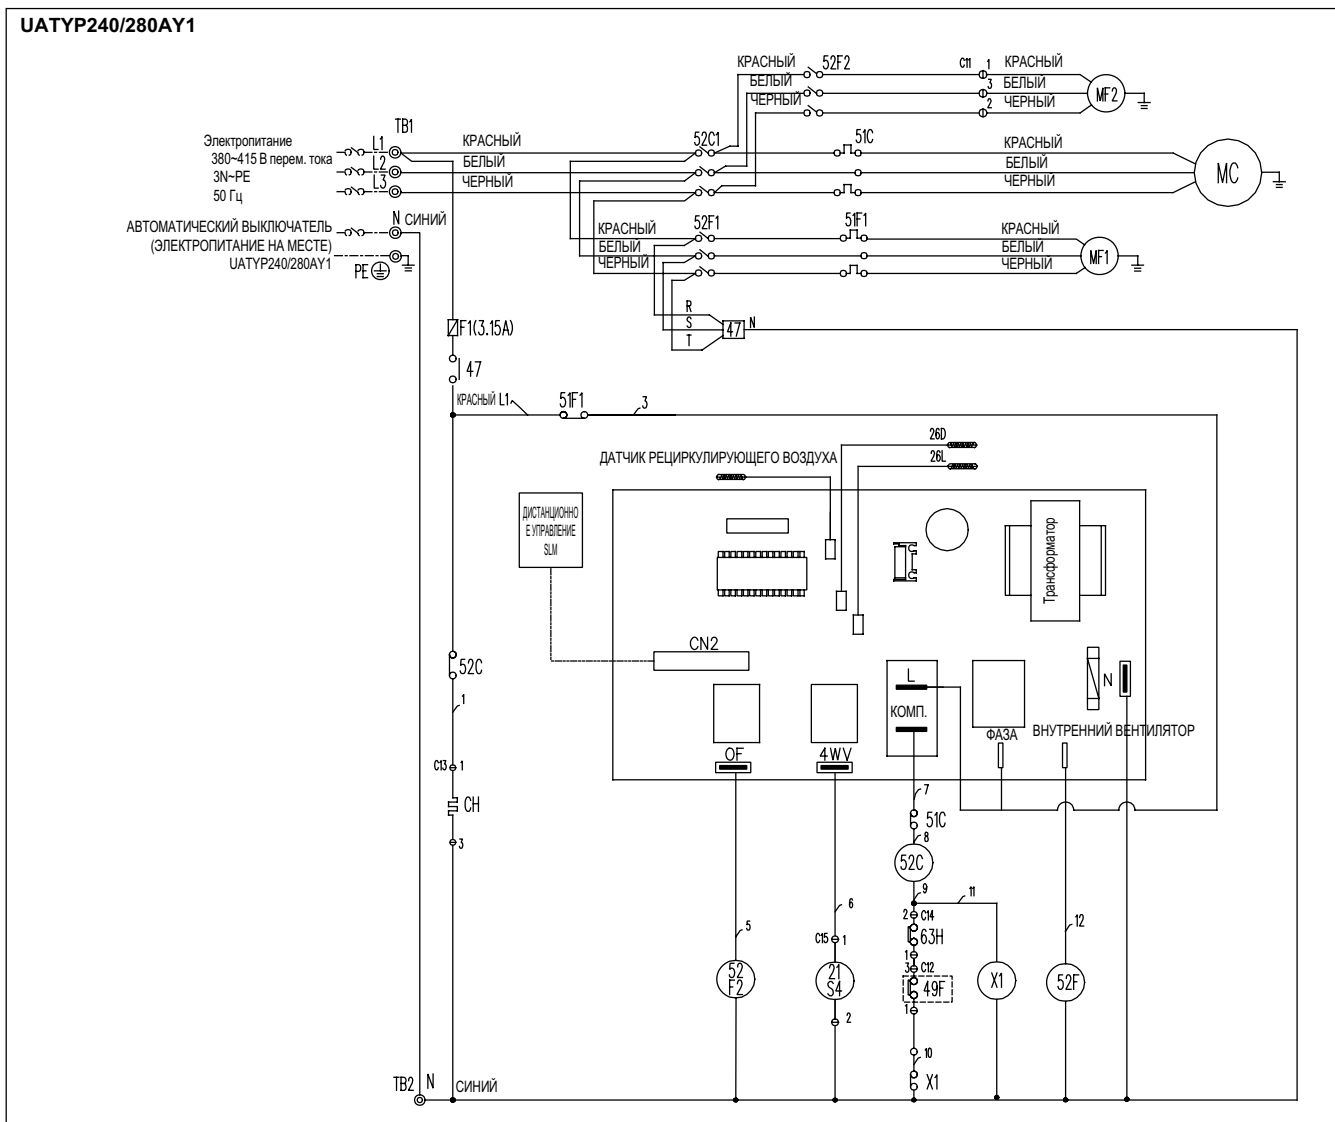 UATYP240/280AY1
КРАСНЫЙ 52F2 C11 1 КРАСНЫЙ
БЕЛЫЙ 3 БЕЛЫЙ
ЧЕРНЫЙ 2 ЧЕРНЫЙ
MF2
TB1
Электропитание
380~415 В перем. тока
3N~PE
50 Гц
L1 КРАСНЫЙ 52C1 51C КРАСНЫЙ
L2 БЕЛЫЙ БЕЛЫЙ
L3 ЧЕРНЫЙ ЧЕРНЫЙ
MC
N СИНИЙ
АВТОМАТИЧЕСКИЙ ВЫКЛЮЧАТЕЛЬ
(ЭЛЕКТРОПИТАНИЕ НА МЕСТЕ)
UATYP240/280AY1
PE
КРАСНЫЙ 52F1 51F1 КРАСНЫЙ
БЕЛЫЙ БЕЛЫЙ
ЧЕРНЫЙ ЧЕРНЫЙ
MF1
R
S
T
47 N
F1(3.15A)
47
КРАСНЫЙ L1 51F1 3
26D
26L
ДАТЧИК РЕЦИРКУЛИРУЮЩЕГО ВОЗДУХА
ДИСТАНЦИОННО
Е УПРАВЛЕНИЕ
SLM
Трансформатор
CN2
52C
1
L
КОМП.
N
ФАЗА
ВНУТРЕННИЙ ВЕНТИЛЯТОР
OF
4WV
C13 1
CH
3
7
51C
8
52C
9 11
2 C14
63H
1
3 C12
49F
1
10
X1
5
52
F2
6
C15 1
21
S4
2
X1
12
52F
TB2 N СИНИЙ